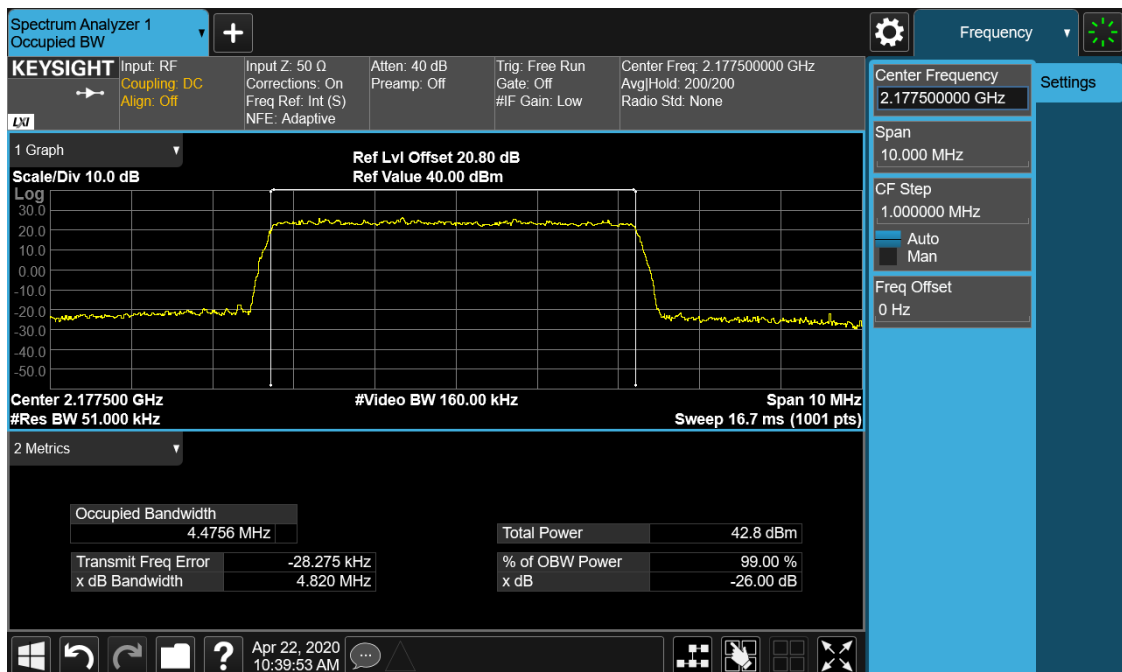 Spectrum Analyzer 1
Occupied BW
+
Frequency
KEYSIGHT
LXI
Input: RF
Coupling: DC
Align: Off
Input Z: 50 Ω
Corrections: On
Freq Ref: Int (S)
NFE: Adaptive
Atten: 40 dB
Preamp: Off
Trig: Free Run
Gate: Off
#IF Gain: Low
Center Freq: 2.177500000 GHz
Avg|Hold: 200/200
Radio Std: None
Center Frequency
2.177500000 GHz
Settings
Span
10.000 MHz
CF Step
1.000000 MHz
Auto
Man
Freq Offset
0 Hz
1 Graph
Scale/Div 10.0 dB
Ref Lvl Offset 20.80 dB
Ref Value 40.00 dBm
Log
30.0
20.0
10.0
0.00
-10.0
-20.0
-30.0
-40.0
-50.0
Center 2.177500 GHz
#Res BW 51.000 kHz
#Video BW 160.00 kHz
Span 10 MHz
Sweep 16.7 ms (1001 pts)
2 Metrics
Occupied Bandwidth
4.4756 MHz
Total Power 42.8 dBm
Transmit Freq Error -28.275 kHz
% of OBW Power 99.00 %
x dB Bandwidth 4.820 MHz
x dB -26.00 dB
?
Apr 22, 2020
10:39:53 AM